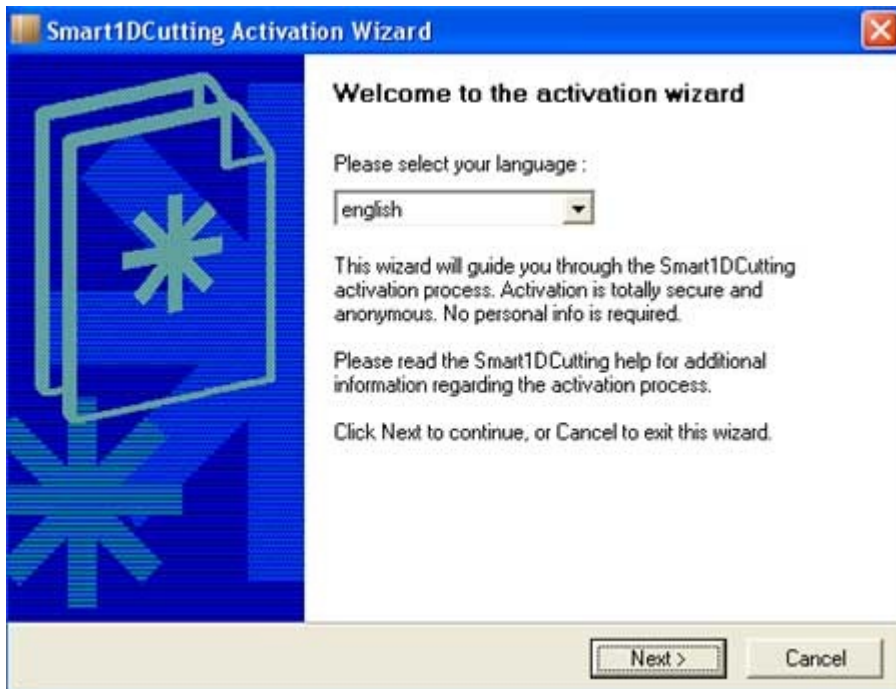 Smart1DCutting Activation Wizard
Welcome to the activation wizard
Please select your language :
english
This wizard will guide you through the Smart1DCutting
activation process. Activation is totally secure and
anonymous. No personal info is required.
Please read the Smart1DCutting help for additional
information regarding the activation process.
Click Next to continue, or Cancel to exit this wizard.
Next >
Cancel